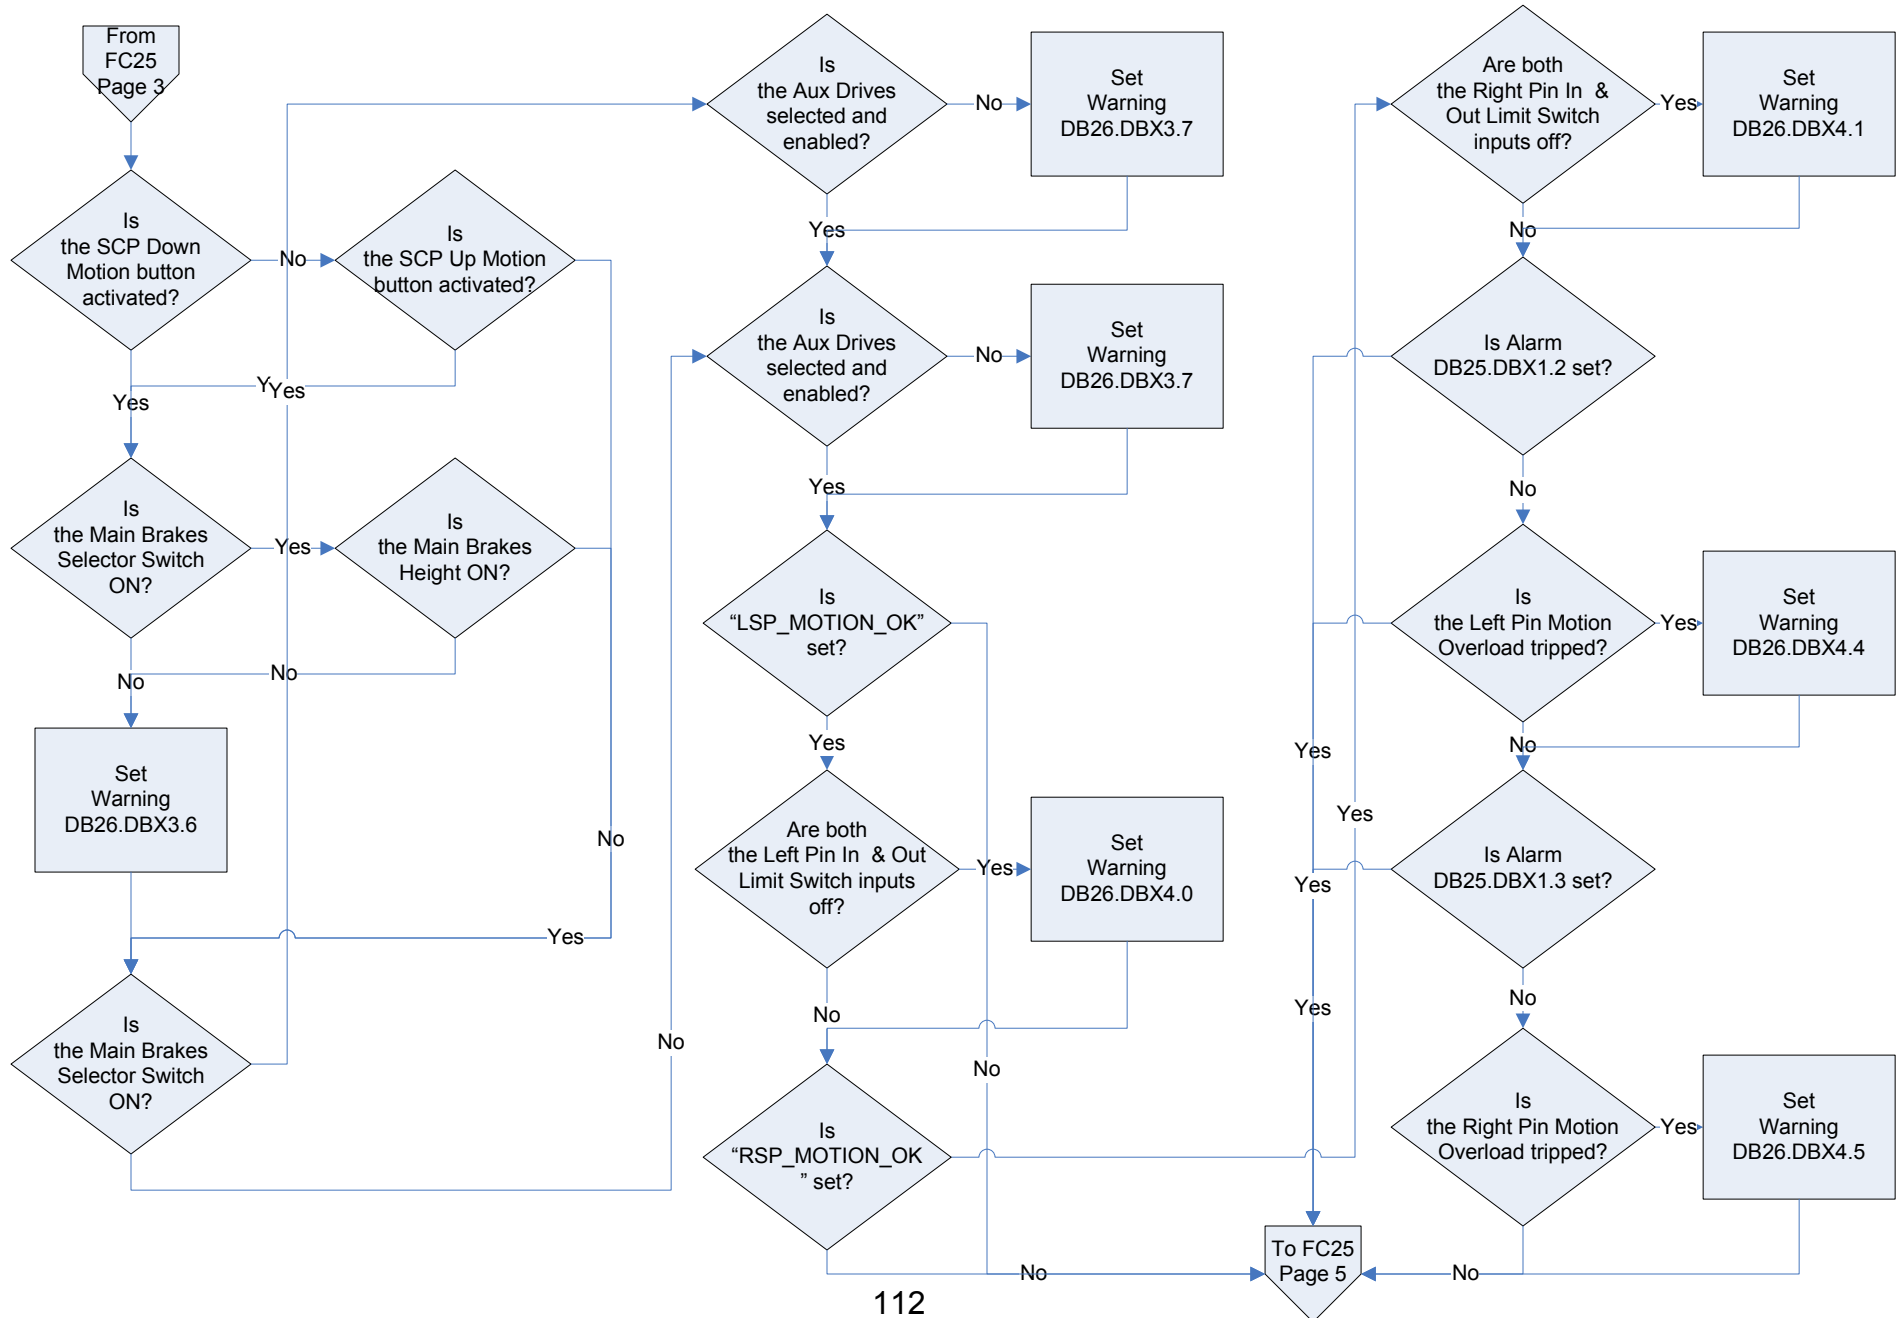 From
FC25
Page 3
Is
the SCP Down
Motion button
activated?
No
Is
the SCP Up Motion
button activated?
Y
Yes
Yes
Is
the Main Brakes
Selector Switch
ON?
Yes
Is
the Main Brakes
Height ON?
No
No
Set
Warning
DB26.DBX3.6
No
Yes
Is
the Main Brakes
Selector Switch
ON?
No
Is
the Aux Drives
selected and
enabled?
No
Set
Warning
DB26.DBX3.7
Yes
Is
the Aux Drives
selected and
enabled?
No
Set
Warning
DB26.DBX3.7
Yes
Is
“LSP_MOTION_OK”
set?
Yes
Are both
the Left Pin In & Out
Limit Switch inputs
off?
Yes
Set
Warning
DB26.DBX4.0
No
No
Is
“RSP_MOTION_OK
” set?
No
Are both
the Right Pin In &
Out Limit Switch
inputs off?
Yes
Set
Warning
DB26.DBX4.1
No
Is Alarm
DB25.DBX1.2 set?
No
Is
the Left Pin Motion
Overload tripped?
Yes
Set
Warning
DB26.DBX4.4
No
Yes
Yes
Is Alarm
DB25.DBX1.3 set?
Yes
No
Yes
Is
the Right Pin Motion
Overload tripped?
Yes
Set
Warning
DB26.DBX4.5
No
To FC25
Page 5
112